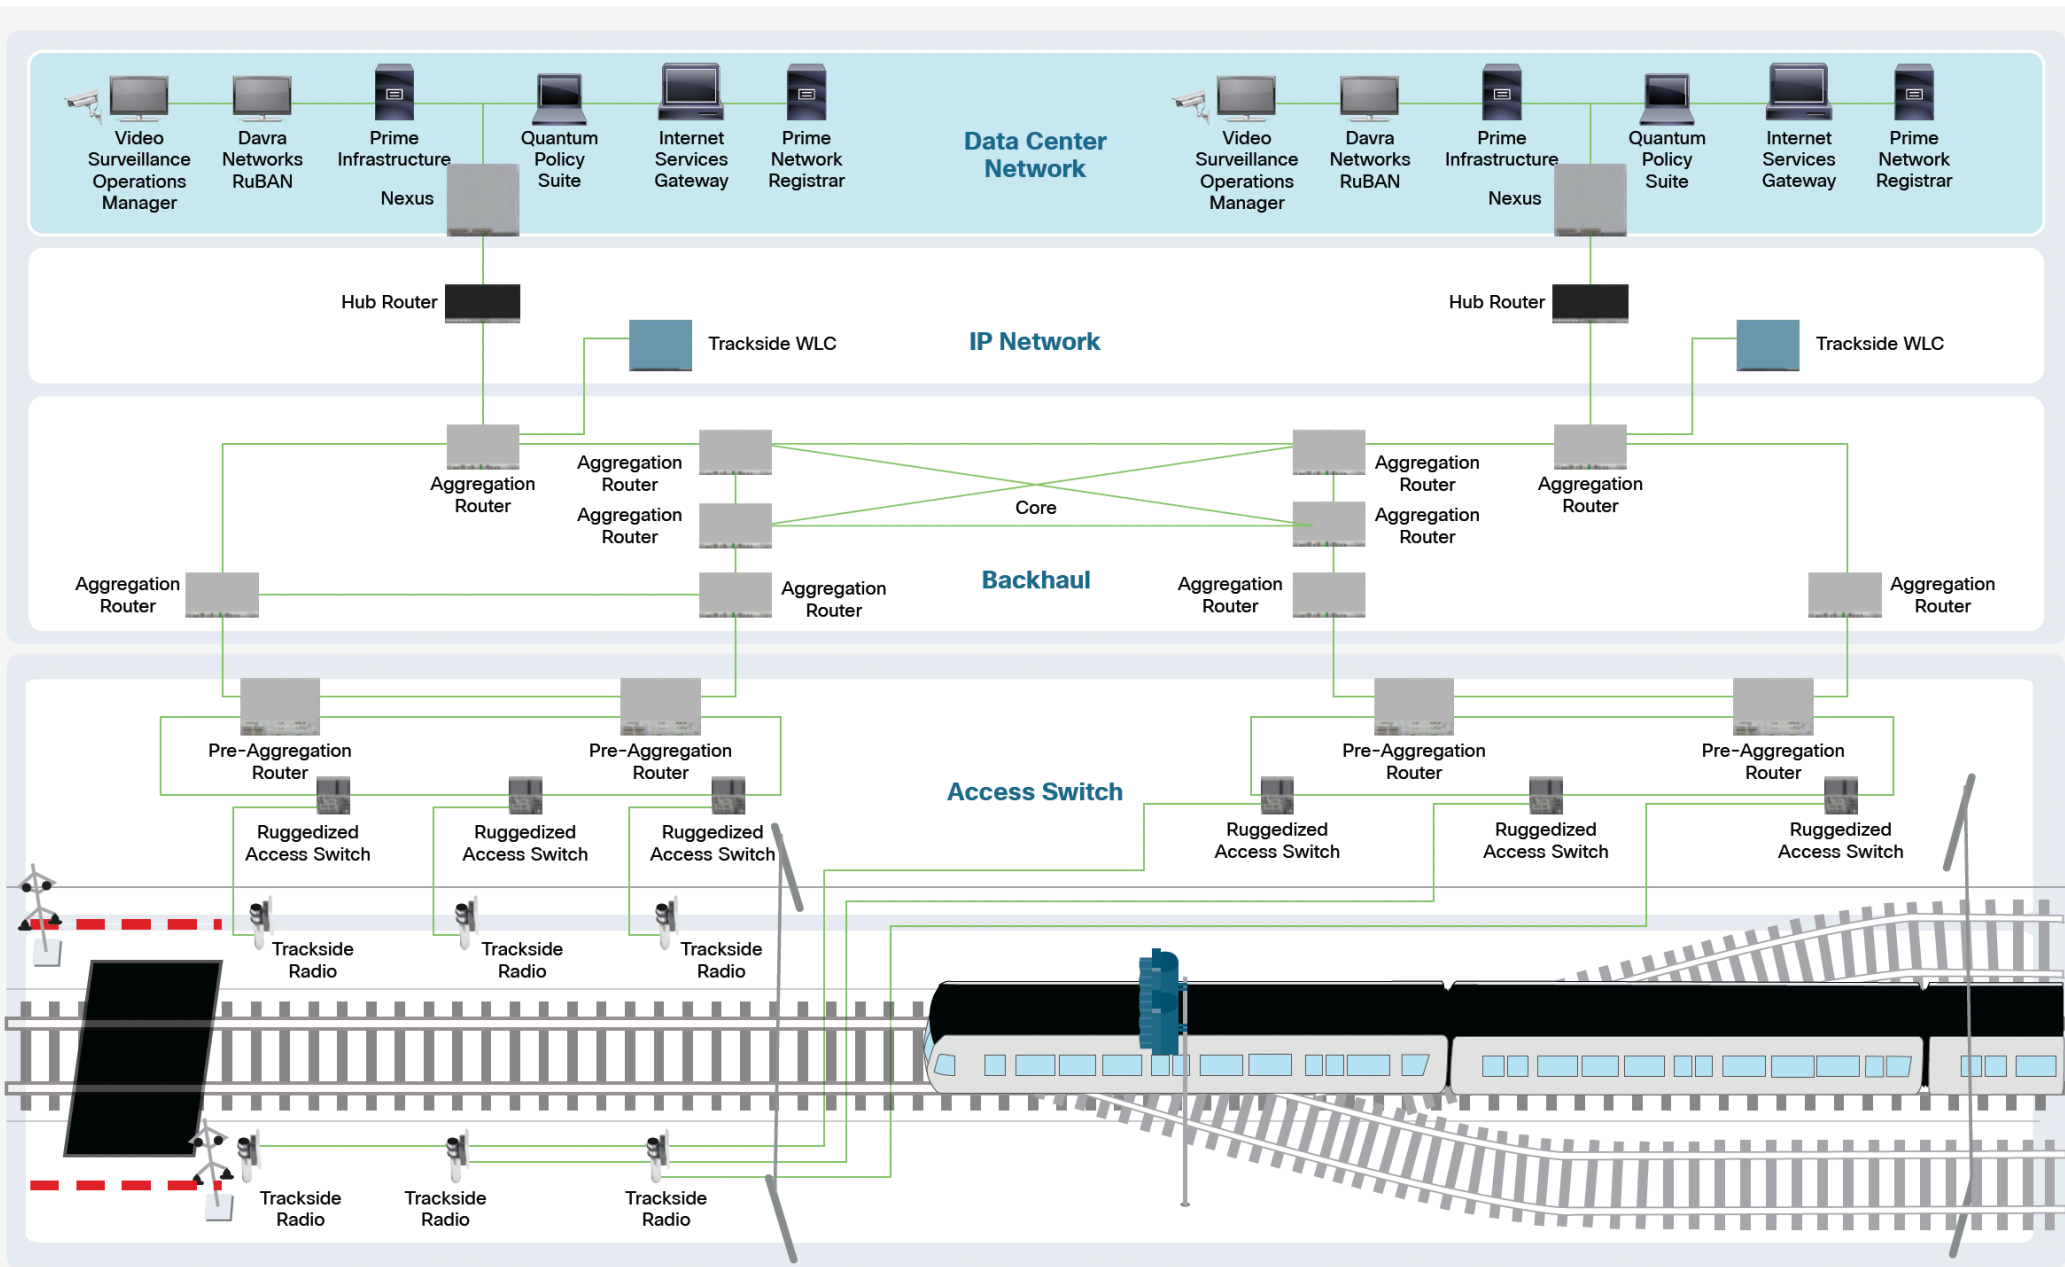 Video
Surveillance
Operations
Manager
Davra
Networks
RuBAN
Prime
Infrastructure
Nexus
Quantum
Policy
Suite
Internet
Services
Gateway
Prime
Network
Registrar
Data Center
Network
Video
Surveillance
Operations
Manager
Davra
Networks
RuBAN
Prime
Infrastructure
Nexus
Quantum
Policy
Suite
Internet
Services
Gateway
Prime
Network
Registrar
Hub Router
Trackside WLC
IP Network
Hub Router
Trackside WLC
Aggregation
Router
Aggregation
Router
Aggregation
Router
Core
Aggregation
Router
Aggregation
Router
Aggregation
Router
Aggregation
Router
Aggregation
Router
Backhaul
Aggregation
Router
Aggregation
Router
Pre-Aggregation
Router
Pre-Aggregation
Router
Pre-Aggregation
Router
Pre-Aggregation
Router
Access Switch
Ruggedized
Access Switch
Ruggedized
Access Switch
Ruggedized
Access Switch
Ruggedized
Access Switch
Ruggedized
Access Switch
Ruggedized
Access Switch
Trackside
Radio
Trackside
Radio
Trackside
Radio
Trackside
Radio
Trackside
Radio
Trackside
Radio